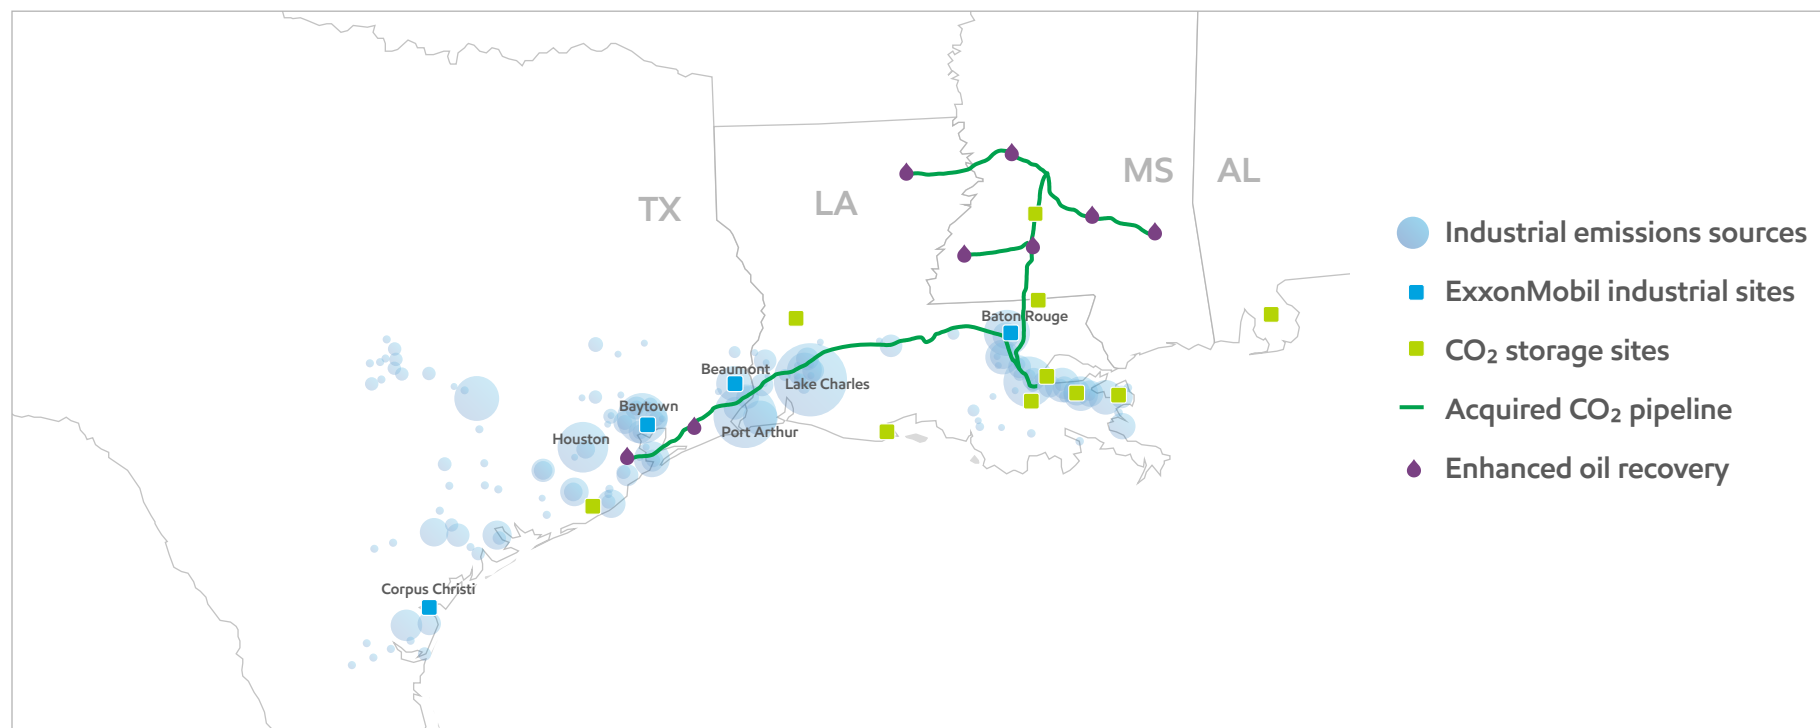 MS
AL
LA
TX
Industrial emissions sources
ExxonMobil industrial sites
CO₂ storage sites
Acquired CO₂ pipeline
Enhanced oil recovery
Baton Rouge
Beaumont
Lake Charles
Baytown
Port Arthur
Houston
Corpus Christi